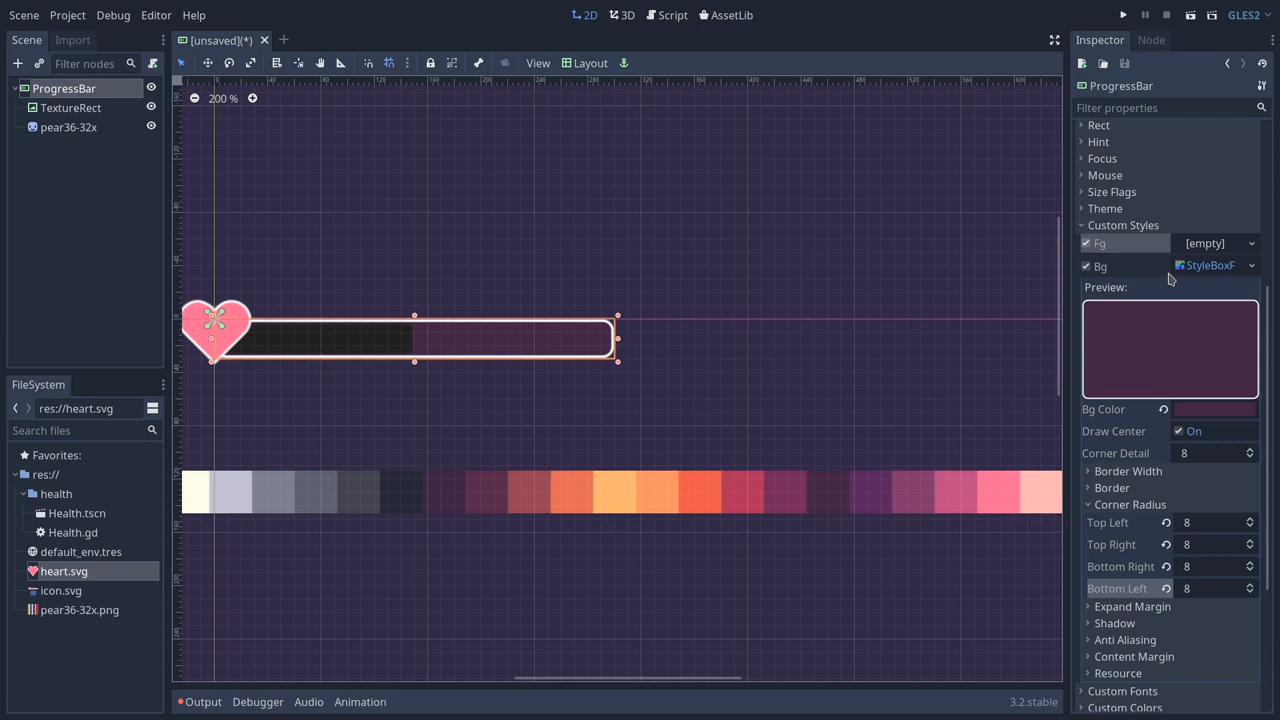 Scene Project Debug Editor Help
2D 3D Script AssetLib
GLES2
Scene Import
[unsaved](*)
Inspector Node
Filter nodes
View Layout
ProgressBar
TextureRect
pear36-32x
200 %
ProgressBar
Filter properties
Rect
Hint
Focus
Mouse
Size Flags
Theme
Custom Styles
Fg [empty]
Bg StyleBoxF
Preview:
Bg Color
Draw Center On
Corner Detail 8
Border Width
Border
Corner Radius
Top Left 8
Top Right 8
Bottom Right 8
Bottom Left 8
Expand Margin
Shadow
Anti Aliasing
Content Margin
Resource
Custom Fonts
Custom Colors
FileSystem
res://heart.svg
Search files
Favorites:
res://
health
Health.tscn
Health.gd
default_env.tres
heart.svg
icon.svg
pear36-32x.png
Output Debugger Audio Animation
3.2.stable